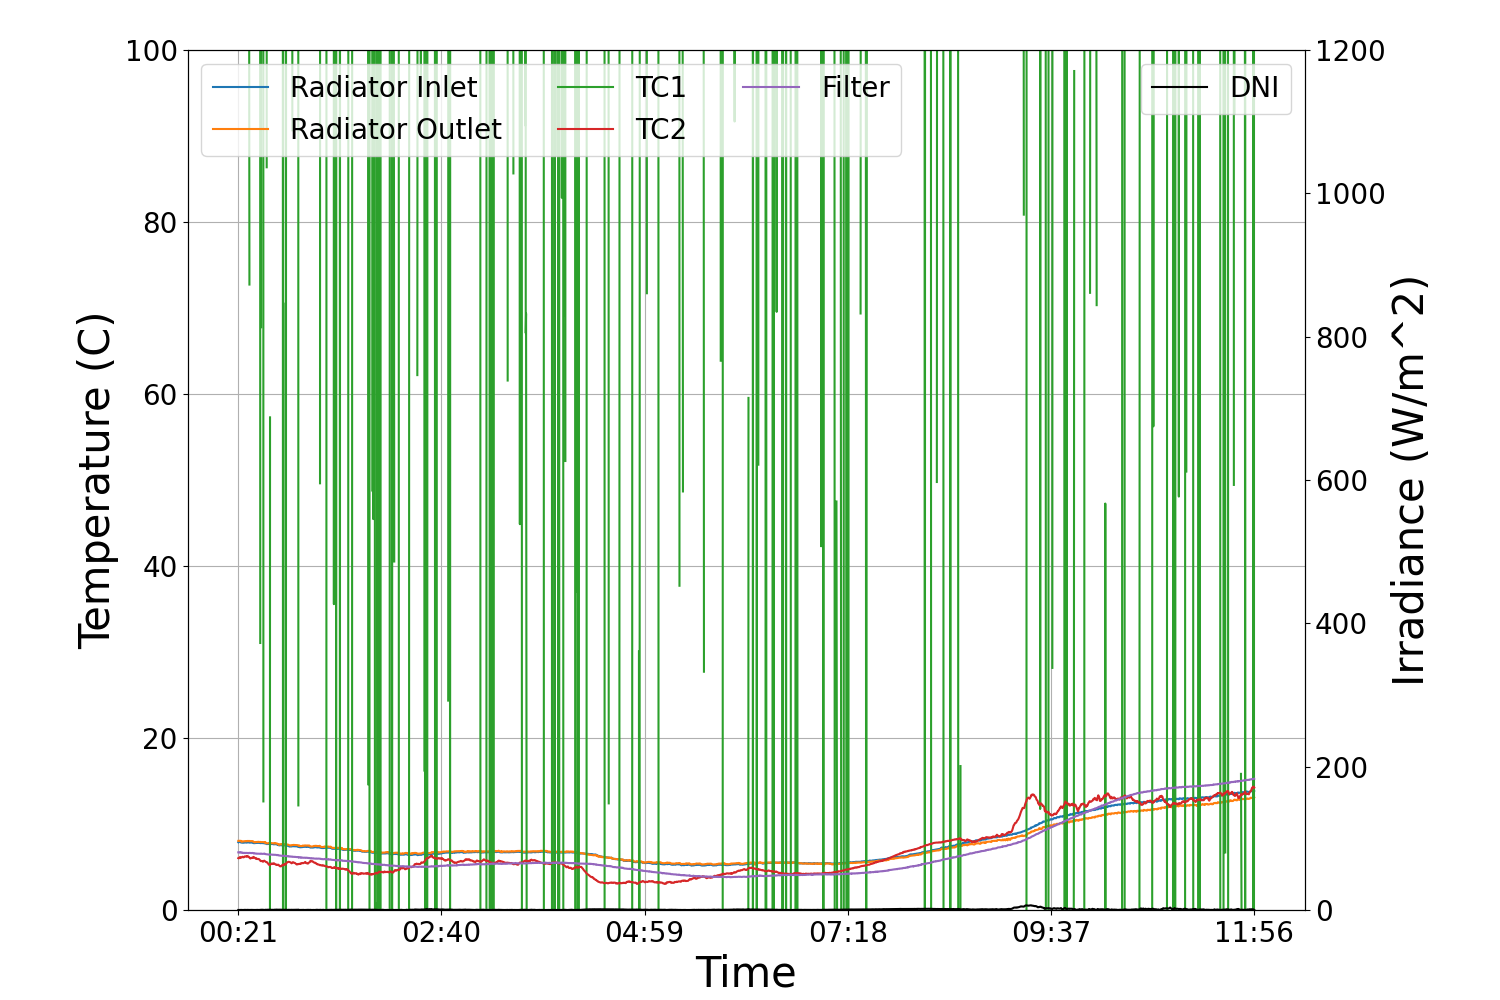 Radiator Inlet
Radiator Outlet
TC1
TC2
Filter
DNI
Temperature (C)
100
80
60
40
20
0
Irradiance (W/m^2)
1200
1000
800
600
400
200
0
00:21 02:40 04:59 07:18 09:37 11:56
Time